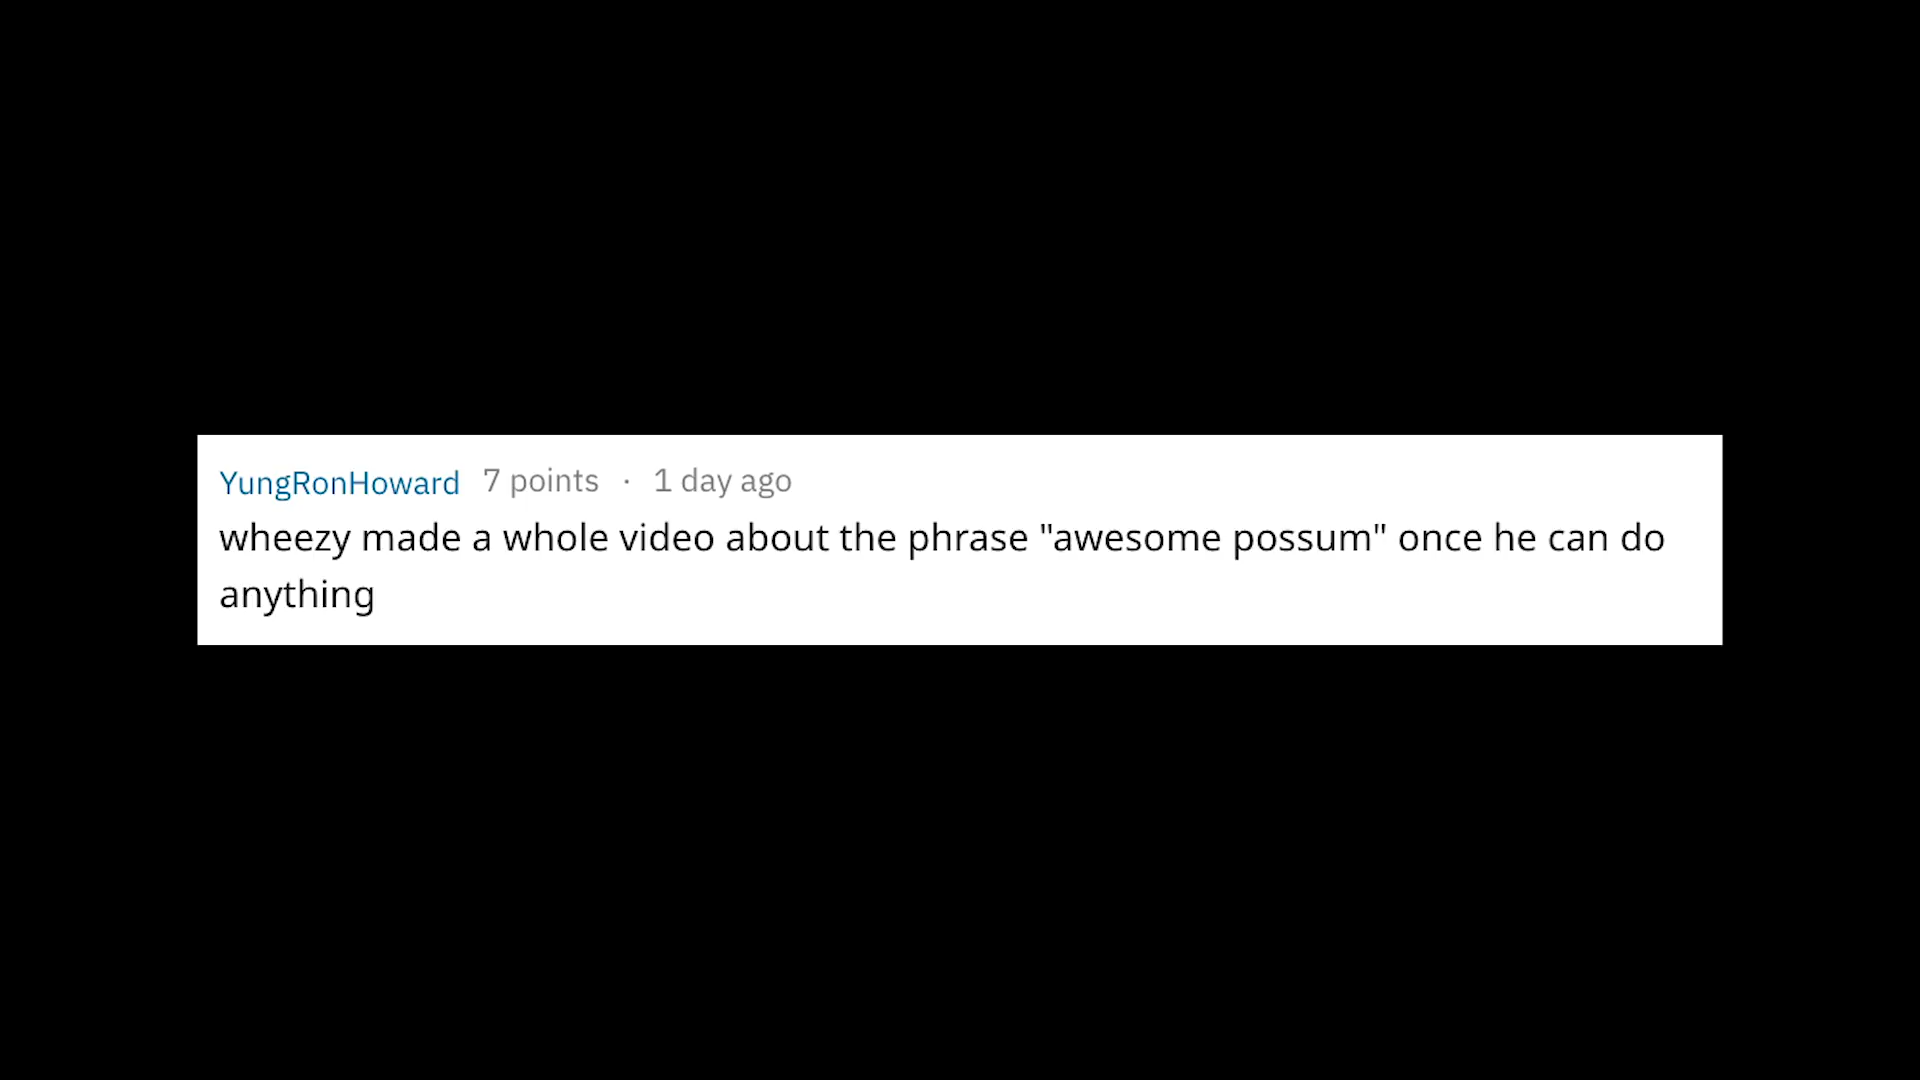 YungRonHoward 7 points · 1 day ago
wheezy made a whole video about the phrase "awesome possum" once he can do
anything